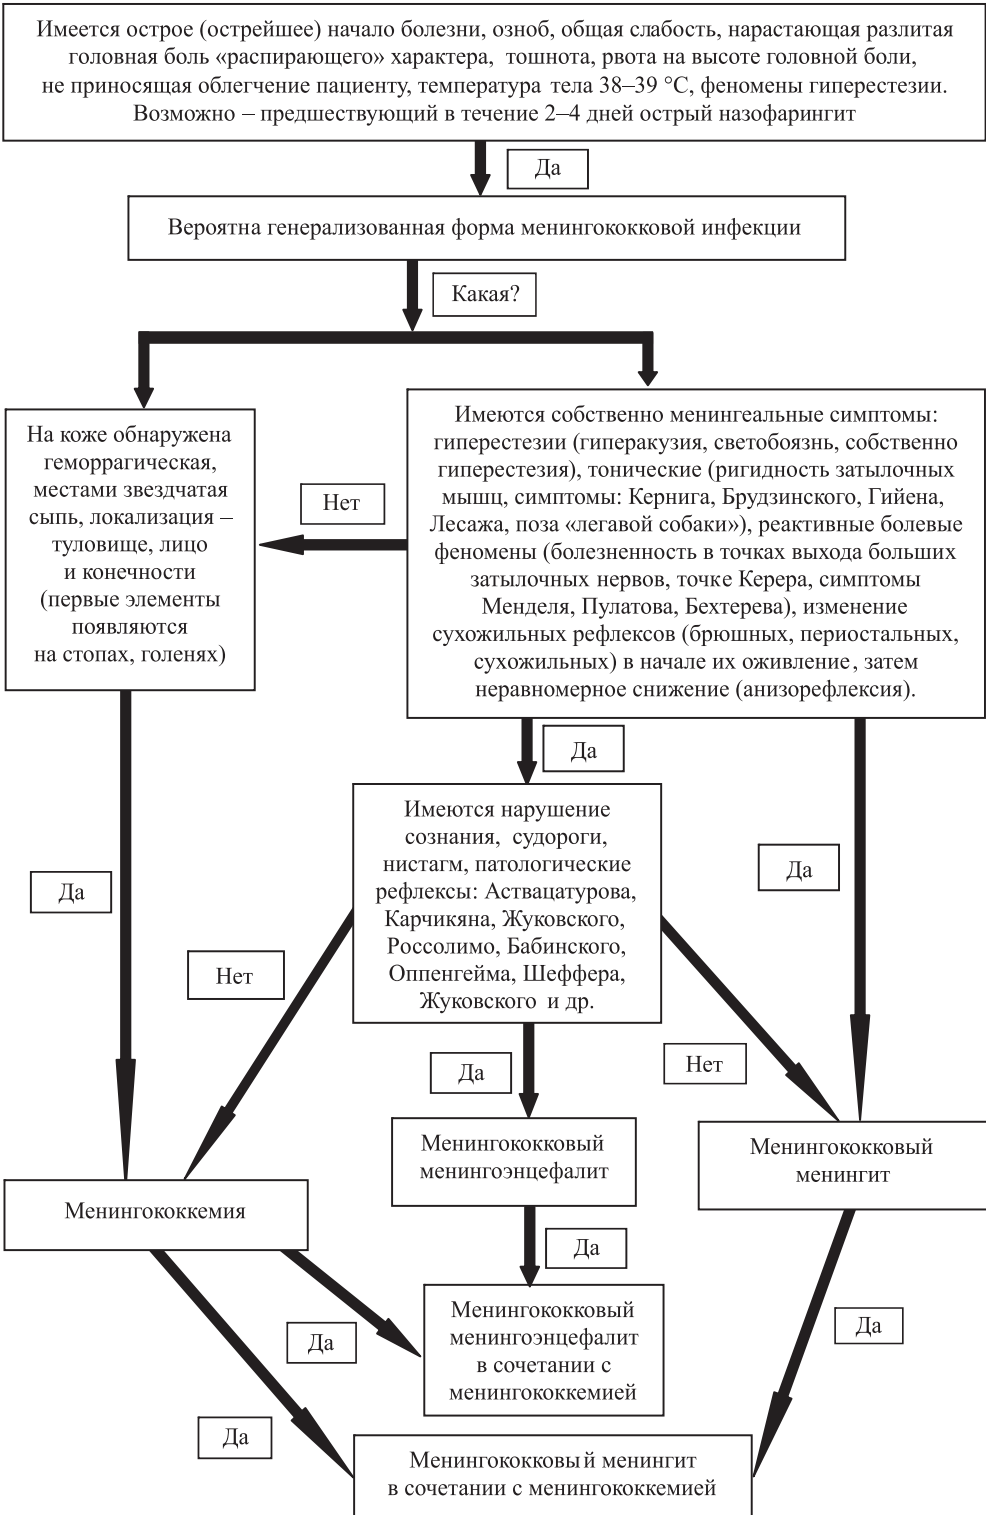 Имеется острое (острейшее) начало болезни, озноб, общая слабость, нарастающая разлитая
головная боль «распирающего» характера, тошнота, рвота на высоте головной боли,
не приносящая облегчение пациенту, температура тела 38–39 °С, феномены гиперестезии.
Возможно – предшествующий в течение 2–4 дней острый назофарингит
Да
Вероятна генерализованная форма менингококковой инфекции
Какая?
На коже обнаружена
геморрагическая,
местами звездчатая
сыпь, локализация –
туловище, лицо
и конечности
(первые элементы
появляются
на стопах, голенях)
Нет
Имеются собственно менингеальные симптомы:
гиперестезии (гиперакузия, светобоязнь, собственно
гиперестезия), тонические (ригидность затылочных
мышц, симптомы: Кернига, Брудзинского, Гийена,
Лесажа, поза «легавой собаки»), реактивные болевые
феномены (болезненность в точках выхода больших
затылочных нервов, точке Керера, симптомы
Менделя, Пулатова, Бехтерева), изменение
сухожильных рефлексов (брюшных, периостальных,
сухожильных) в начале их оживление, затем
неравномерное снижение (анизорефлексия).
Да
Имеются нарушение
сознания, судороги,
нистагм, патологические
рефлексы: Аствацатурова,
Карчикяна, Жуковского,
Россолимо, Бабинского,
Оппенгейма, Шеффера,
Жуковского и др.
Да
Да
Нет
Да
Нет
Менингококковый
менингоэнцефалит
Менингококковый
менингит
Менингококкемия
Да
Менингококковый
менингоэнцефалит
в сочетании с
менингококкемией
Да
Да
Да
Менингококковый менингит
в сочетании с менингококкемией